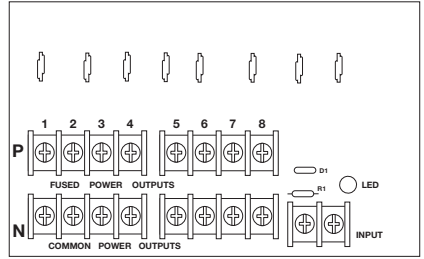 1 2 3 4 5 6 7 8
P
FUSED POWER OUTPUTS
D1
R1
LED
N
INPUT
COMMON POWER OUTPUTS